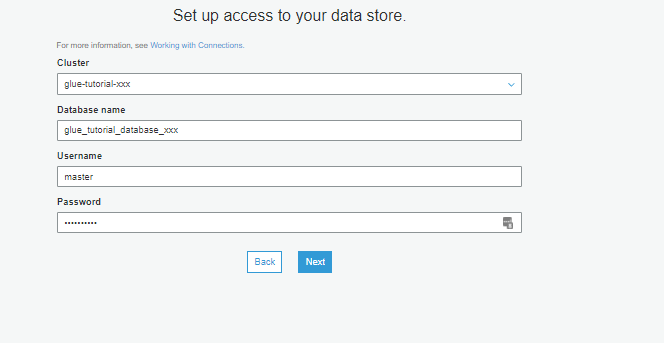 Set up access to your data store.
For more information, see Working with Connections.
Cluster
glue-tutorial-xxx
Database name
glue_tutorial_database_xxx
Username
master
Password
••••••••••
Back Next